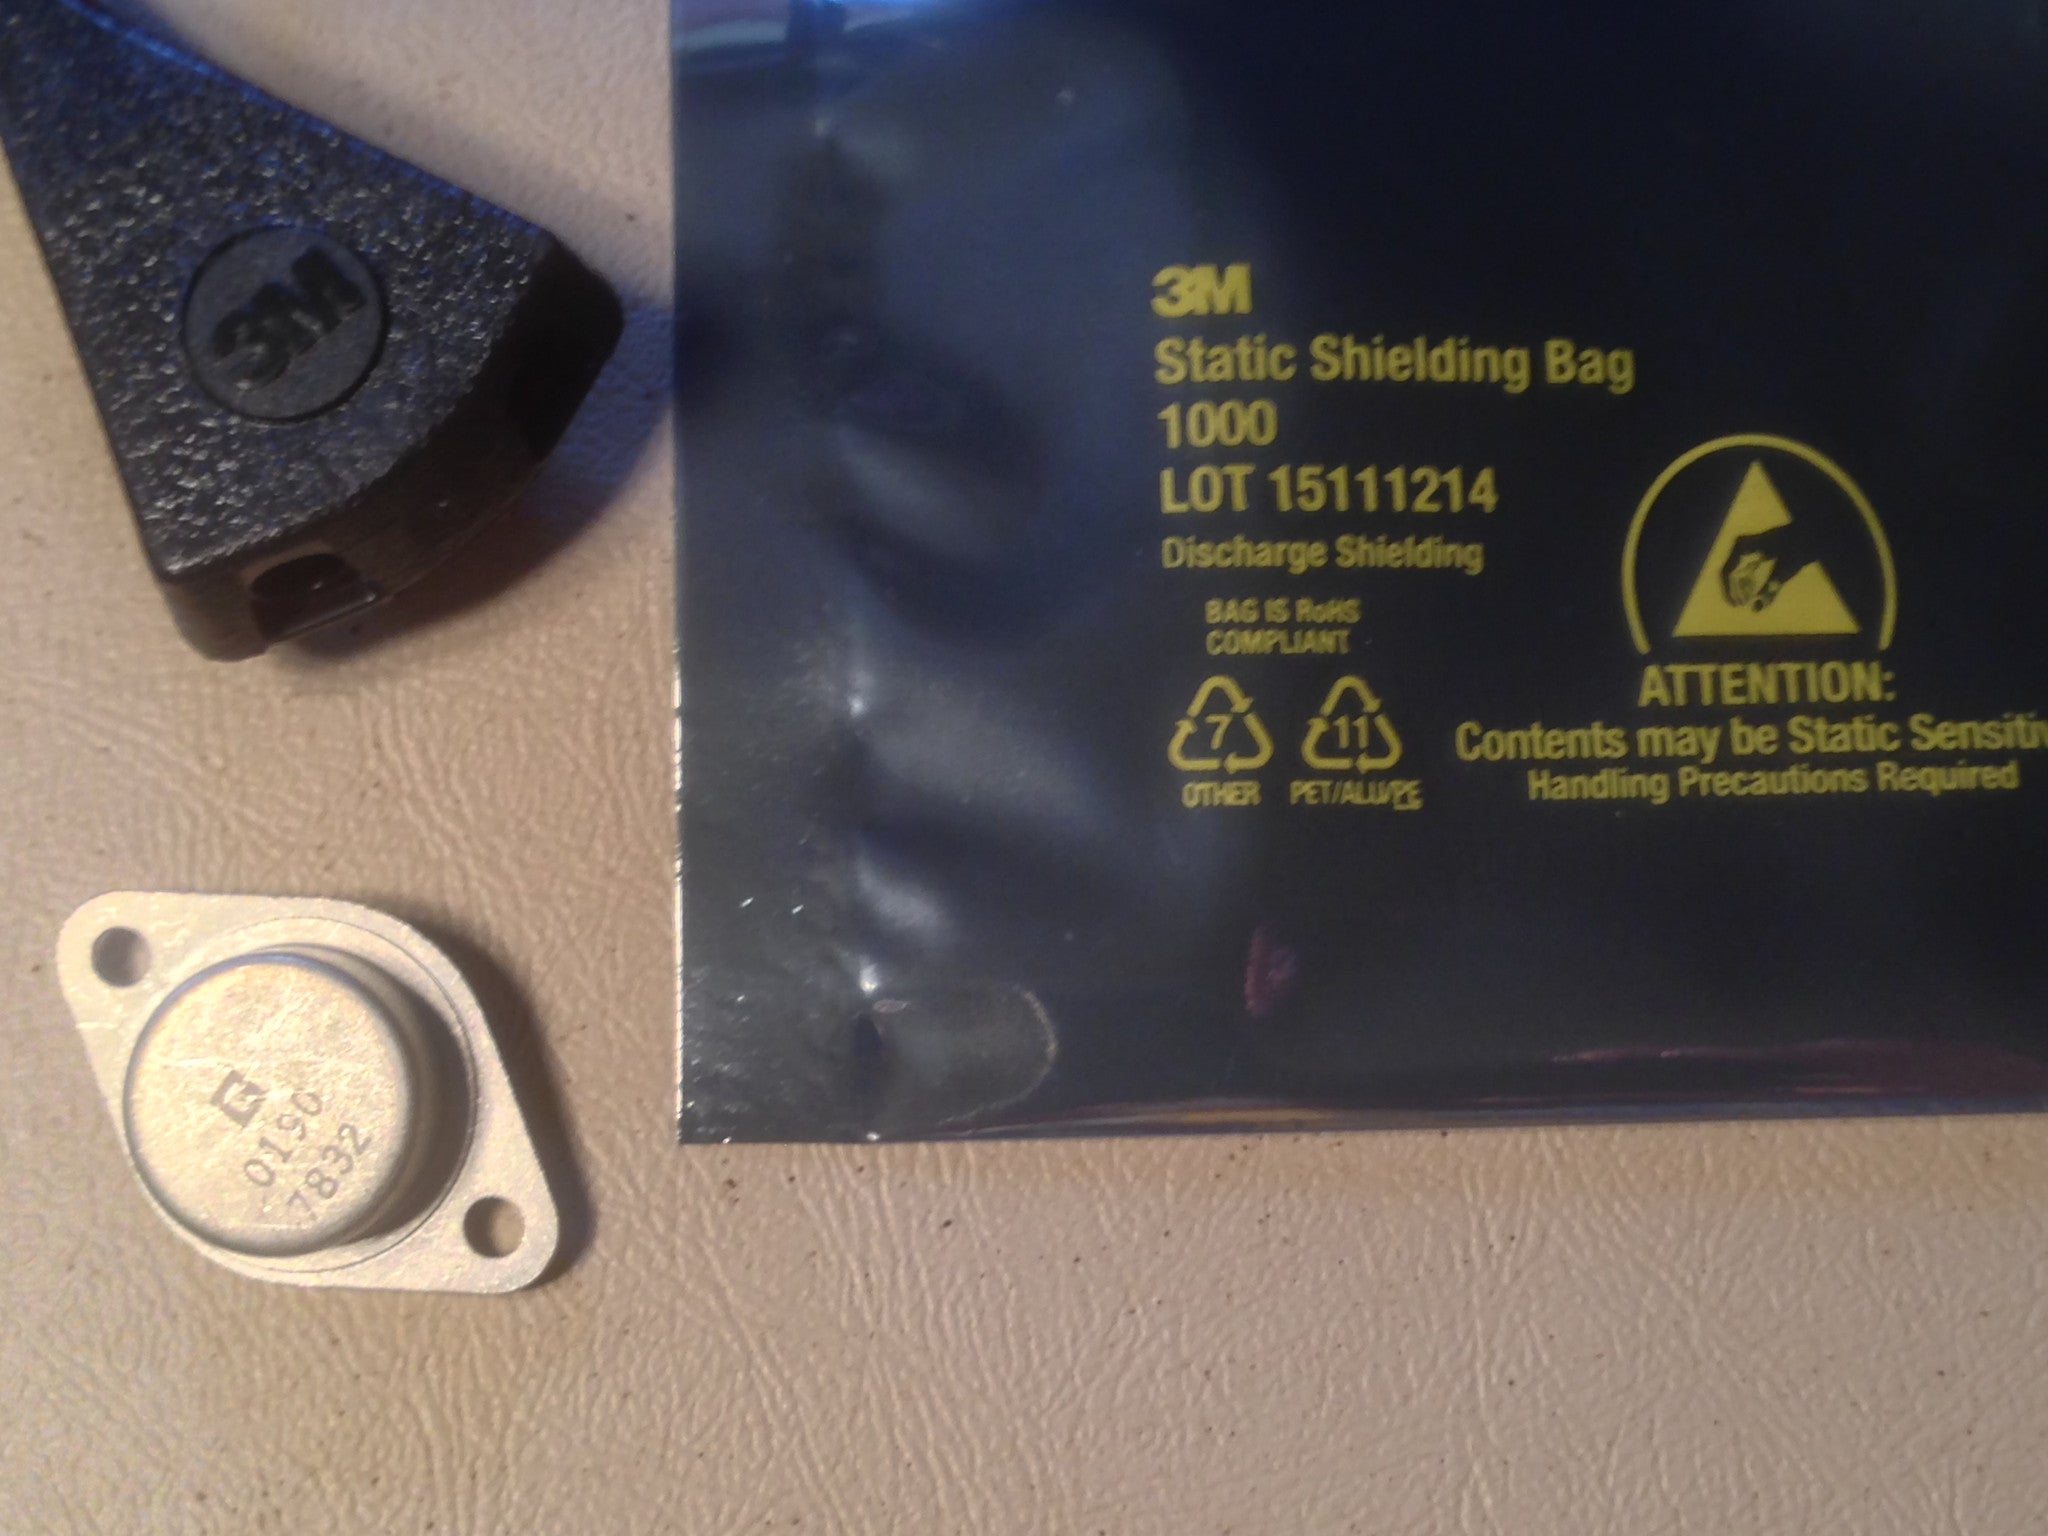 3M
3M
Static Shielding Bag
1000
LOT 15111214
Discharge Shielding
BAG IS RoHS
COMPLIANT
7
11
OTHER
PET/ALU/PE
ATTENTION:
Contents may be Static Sensitiv
Handling Precautions Required
0190
7832